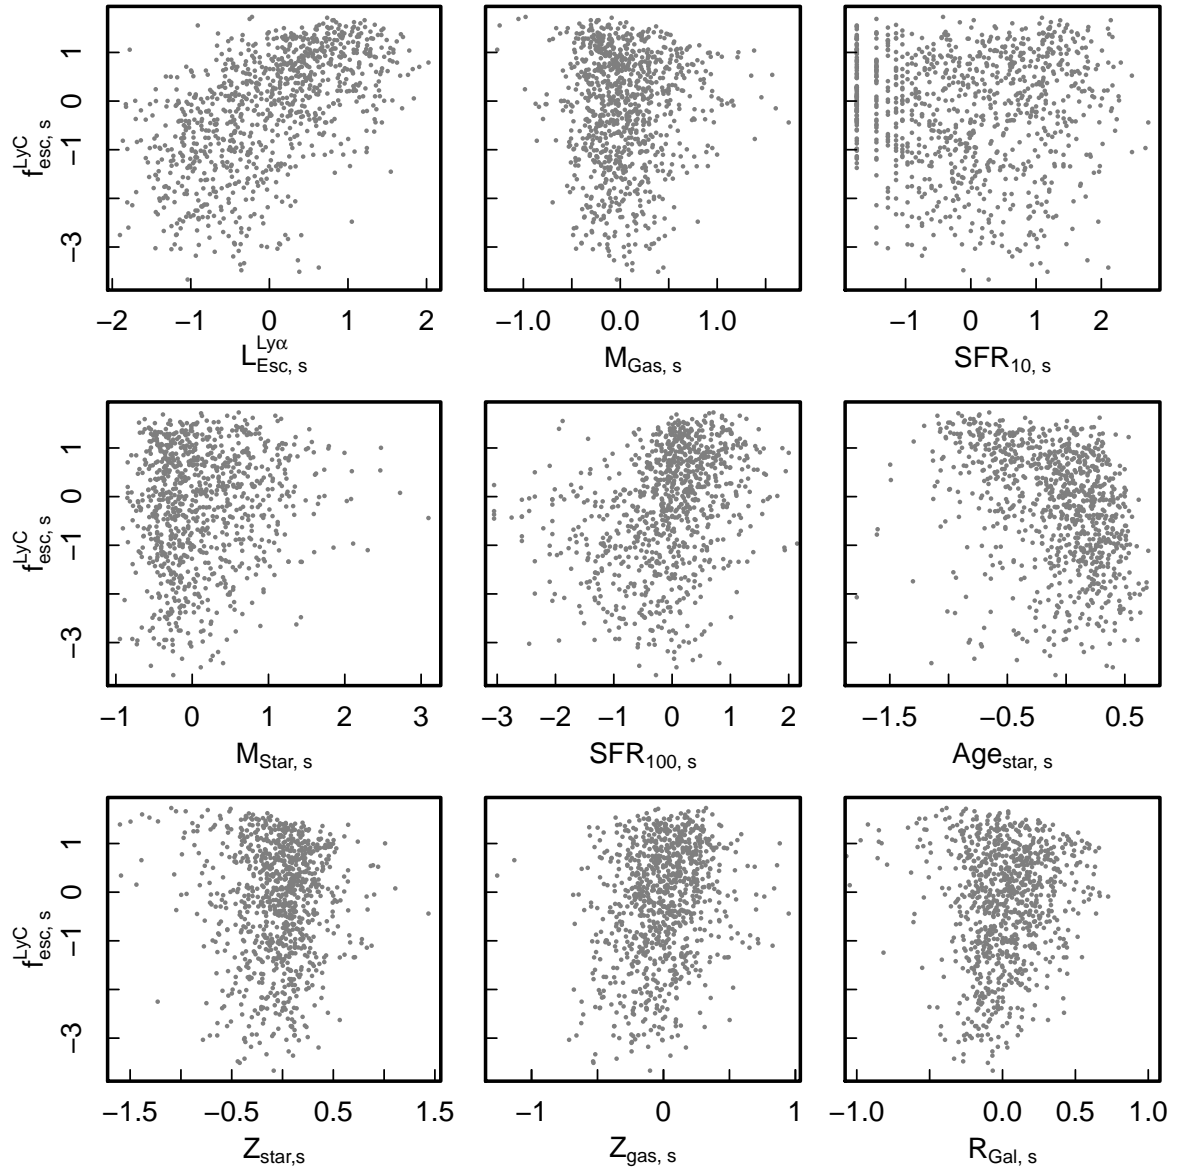 1
0
−1
−3
f^LyC_esc, s
−2 −1 0 1 2
L^Lyα_Esc, s
−1.0 0.0 1.0
M_Gas, s
−1 0 1 2
SFR_10, s
1
0
−1
−3
f^LyC_esc, s
−1 0 1 2 3
M_Star, s
−3 −2 −1 0 1 2
SFR_100, s
−1.5 −0.5 0.5
Age_star, s
1
0
−1
−3
f^LyC_esc, s
−1.5 −0.5 0.5 1.5
Z_star,s
−1 0 1
Z_gas, s
−1.0 0.0 0.5 1.0
R_Gal, s